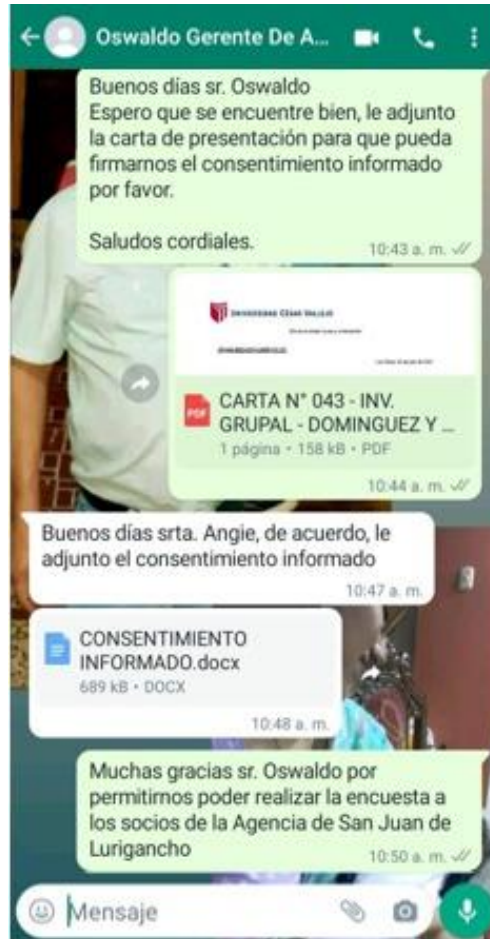 Oswaldo Gerente De A...
Buenos días sr. Oswaldo
Espero que se encuentre bien, le adjunto
la carta de presentación para que pueda
firmarnos el consentimiento informado
por favor.
Saludos cordiales.
10:43 a. m.
UNIVERSIDAD CÉSAR VALLEJO
PDF
CARTA N° 043 - INV.
GRUPAL - DOMINGUEZ Y ...
1 página • 158 kB • PDF
10:44 a. m.
Buenos días srta. Angie, de acuerdo, le
adjunto el consentimiento informado
10:47 a. m.
CONSENTIMIENTO
INFORMADO.docx
689 kB • DOCX
10:48 a. m.
Muchas gracias sr. Oswaldo por
permitirnos poder realizar la encuesta a
los socios de la Agencia de San Juan de
Lurigancho
10:50 a. m.
Mensaje